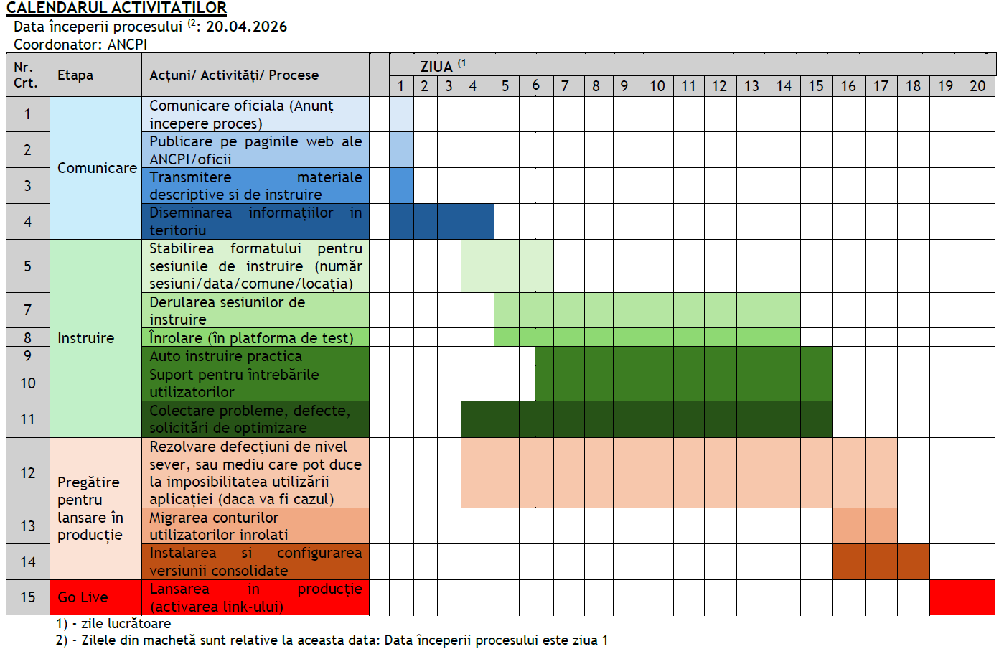 CALENDARUL ACTIVITAȚILOR
Data începerii procesului (2: 20.04.2026
Coordonator: ANCPI
Nr. Crt.
Etapa
Acțuni/ Activități/ Procese
ZIUA (1
1 2 3 4 5 6 7 8 9 10 11 12 13 14 15 16 17 18 19 20
Comunicare
1
Comunicare oficiala (Anunț
incepere proces)
2
Publicare pe paginile web ale
ANCPI/oficii
3
Transmitere materiale
descriptive si de instruire
4
Diseminarea informațiilor in
teritoriu
Instruire
5
Stabilirea formatului pentru
sesiunile de instruire (număr
sesiuni/data/comune/locația)
7
Derularea sesiunilor de
instruire
8
Înrolare (în platforma de test)
9
Auto instruire practica
10
Suport pentru întrebările
utilizatorilor
11
Colectare probleme, defecte,
solicitări de optimizare
Pregătire
pentru
lansare în
producție
12
Rezolvare defecțiuni de nivel
sever, sau mediu care pot duce
la imposibilitatea utilizării
aplicației (daca va fi cazul)
13
Migrarea conturilor
utilizatorilor inrolati
14
Instalarea si configurarea
versiunii consolidate
15
Go Live
Lansarea in producție
(activarea link-ului)
1) - zile lucrătoare
2) - Zilele din machetă sunt relative la aceasta data: Data începerii procesului este ziua 1